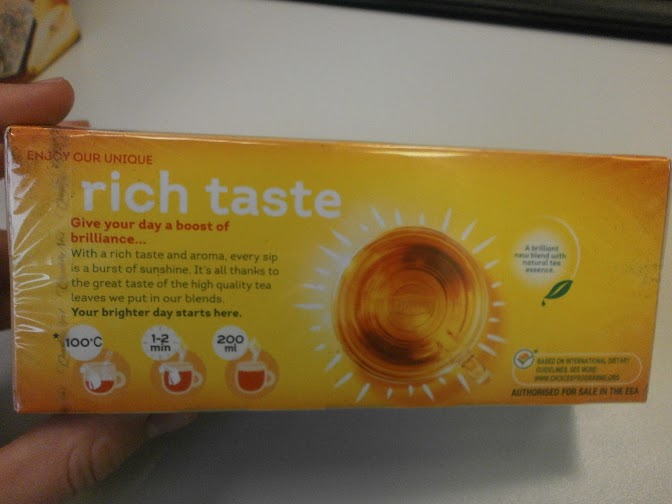 ENJOY OUR UNIQUE
rich taste
Give your day a boost of
brilliance...
With a rich taste and aroma, every sip
is a burst of sunshine. It's all thanks to
the great taste of the high quality tea
leaves we put in our blends.
Your brighter day starts here.
* 100°C
1-2
min
200
ml
A brilliant
new blend with
natural tea
essence.
BASED ON INTERNATIONAL DIETARY
GUIDELINES, SEE MORE:
WWW.CHOICESPROGRAMME.ORG
AUTHORISED FOR SALE IN THE EEA